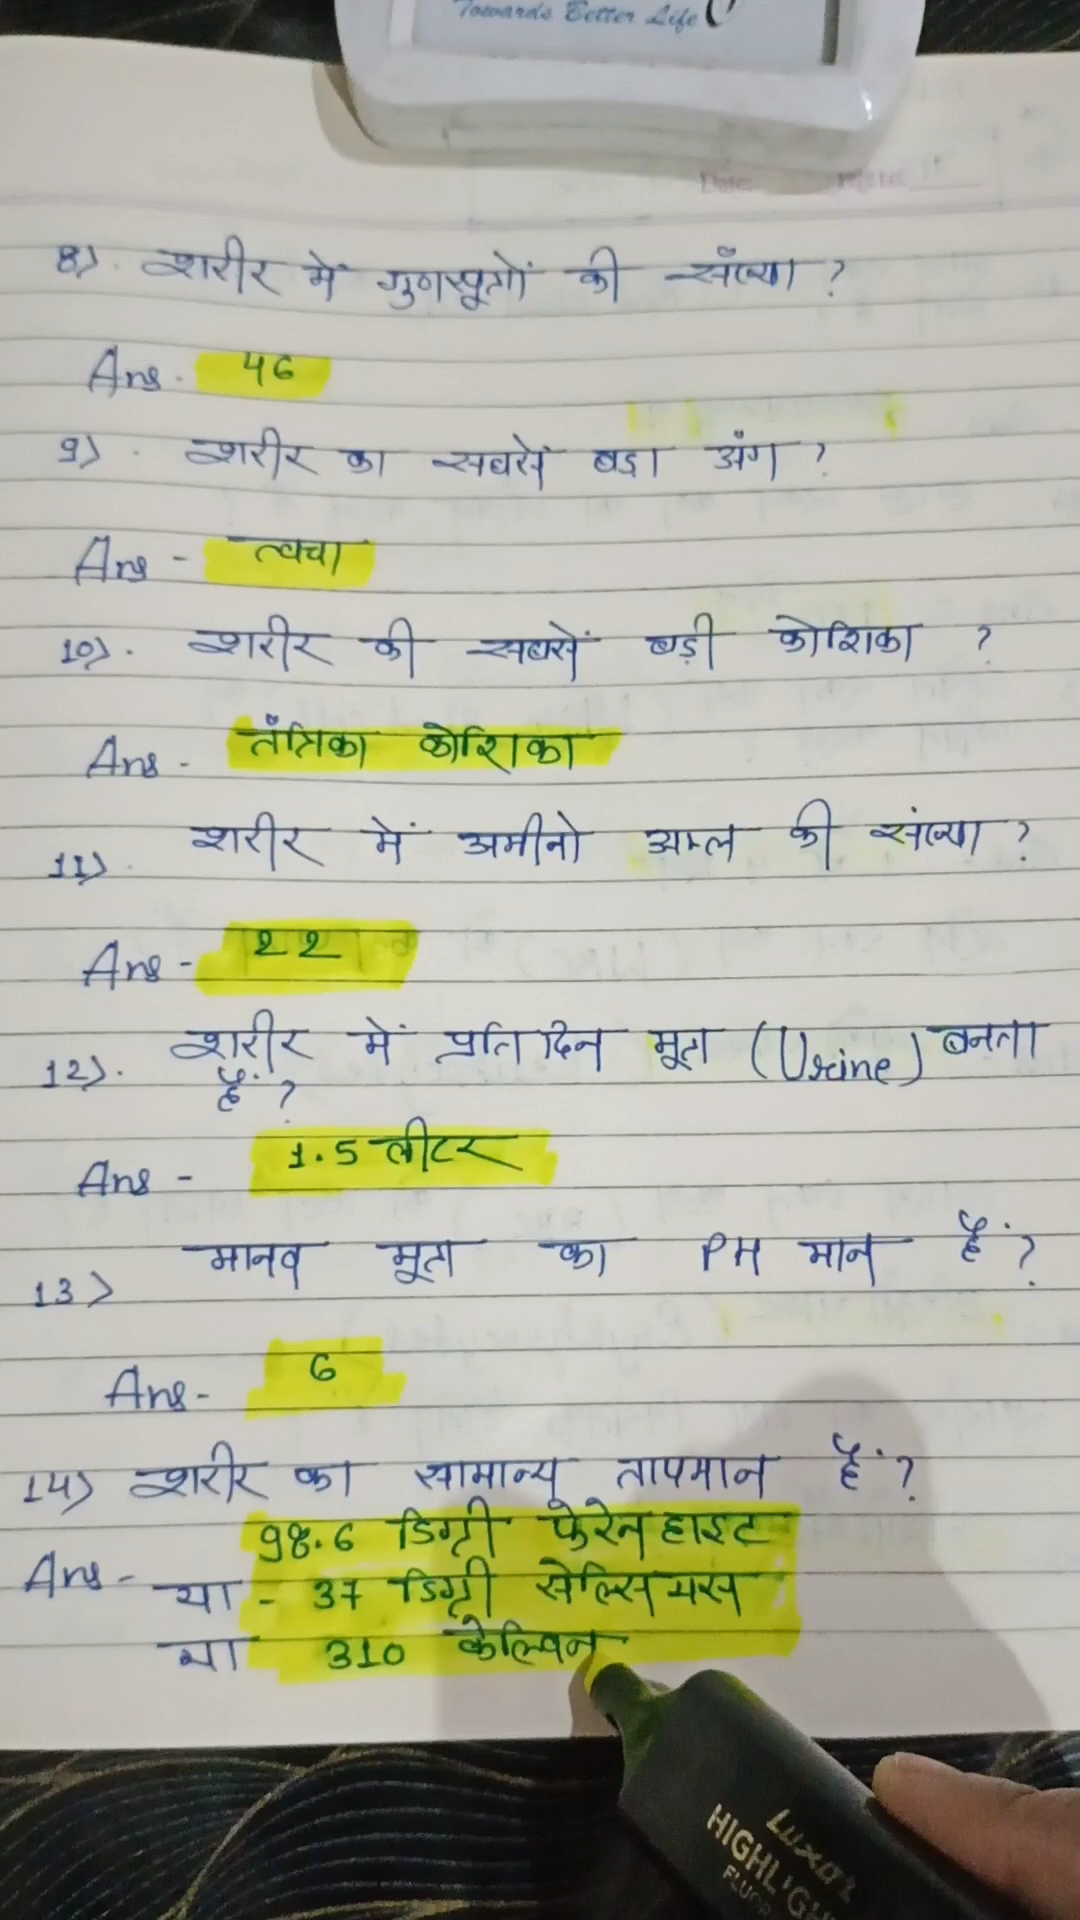 Towards Better Life
8). शरीर में गुणसूत्रों की सँख्या ?
Ans. 46
9). शरीर का सबसें बड़ा अंग ?
Ans - त्वचा
10). शरीर की सबसें बड़ी कोशिका ?
Ans - तँत्रिका कोशिका
11). शरीर में अमीनो अम्ल की संख्या ?
Ans - 22
12). शरीर में प्रतिदिन मूत्र (Urine) बनता
हैं ?
Ans - 1.5 लीटर
13> मानव मूत्र का PH मान हैं ?
Ans- 6
14) शरीर का सामान्य तापमान हैं ?
Ans- 98.6 डिग्री फेरेनहाइट
या - 37 डिग्री सेल्सियस
या 310 केल्विन
Luxor
HIGHLIGH